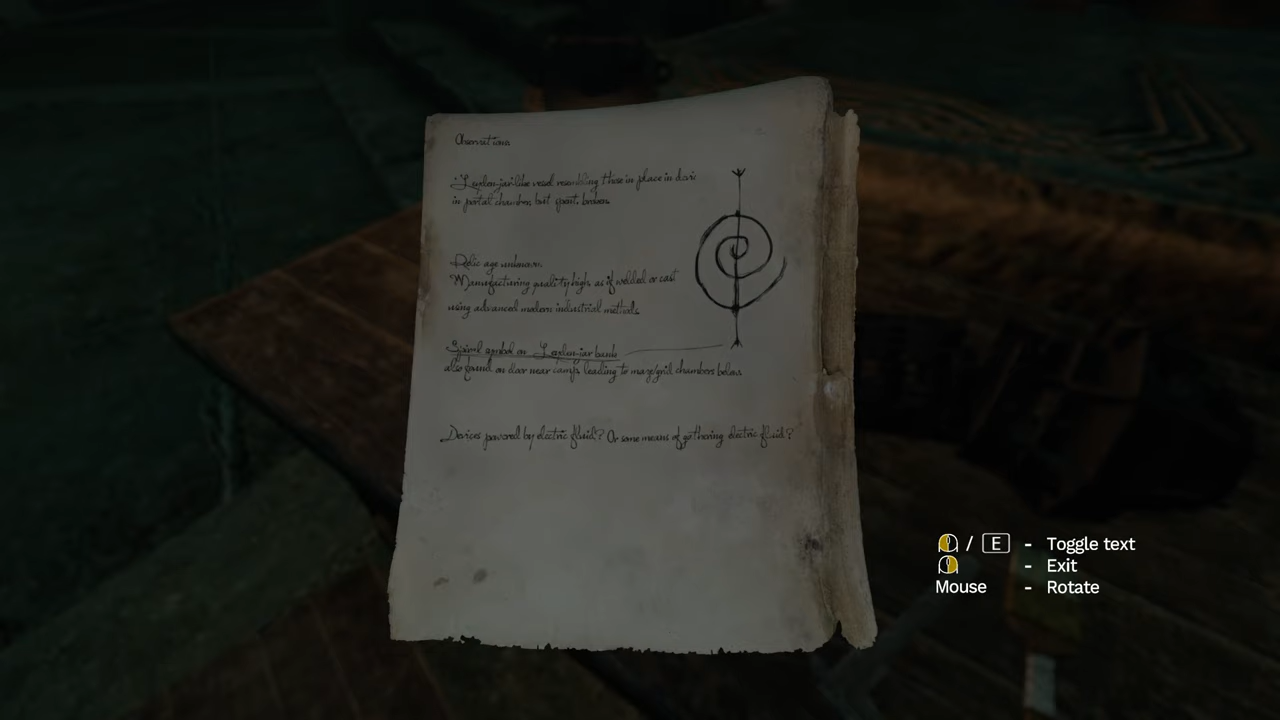 Observations
Leyden-jar-like vessel resembling those in place in
in portal chamber, but spent, broken.
Relic age unknown.
Manufacturing quality high, as if welded or cast
using advanced modern industrial methods.
Spiral symbol on Leyden-jar bank
also found on door near camp, leading to maze/grid chambers below.
Devices powered by electric fluid? Or some means of gathering electric fluid?
/ E - Toggle text
- Exit
Mouse - Rotate